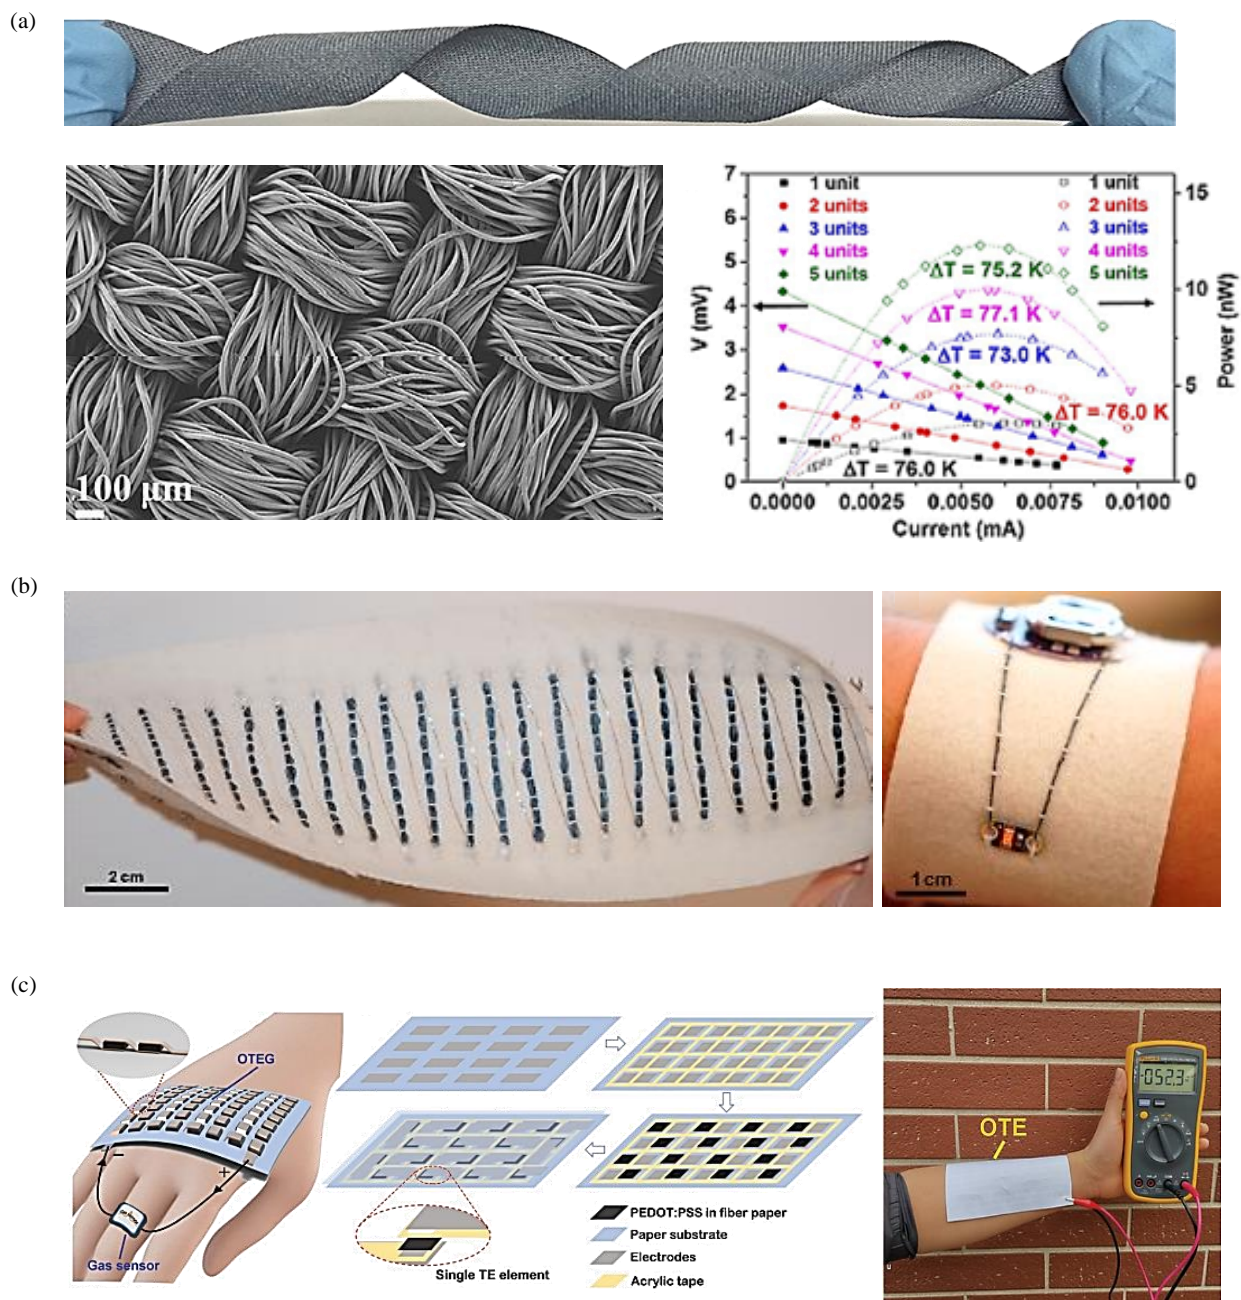 (a)
100 μm
7
6
5
4
3
2
1
0
V (mV)
1 unit
2 units
3 units
4 units
5 units
1 unit
2 units
3 units
4 units
5 units
ΔT = 75.2 K
ΔT = 77.1 K
ΔT = 73.0 K
ΔT = 76.0 K
ΔT = 76.0 K
15
10
5
0
Power (nW)
0.0000 0.0025 0.0050 0.0075 0.0100
Current (mA)
(b)
2 cm
1 cm
(c)
OTEG
−
+
Gas sensor
Single TE element
PEDOT:PSS in fiber paper
Paper substrate
Electrodes
Acrylic tape
OTE
052.3